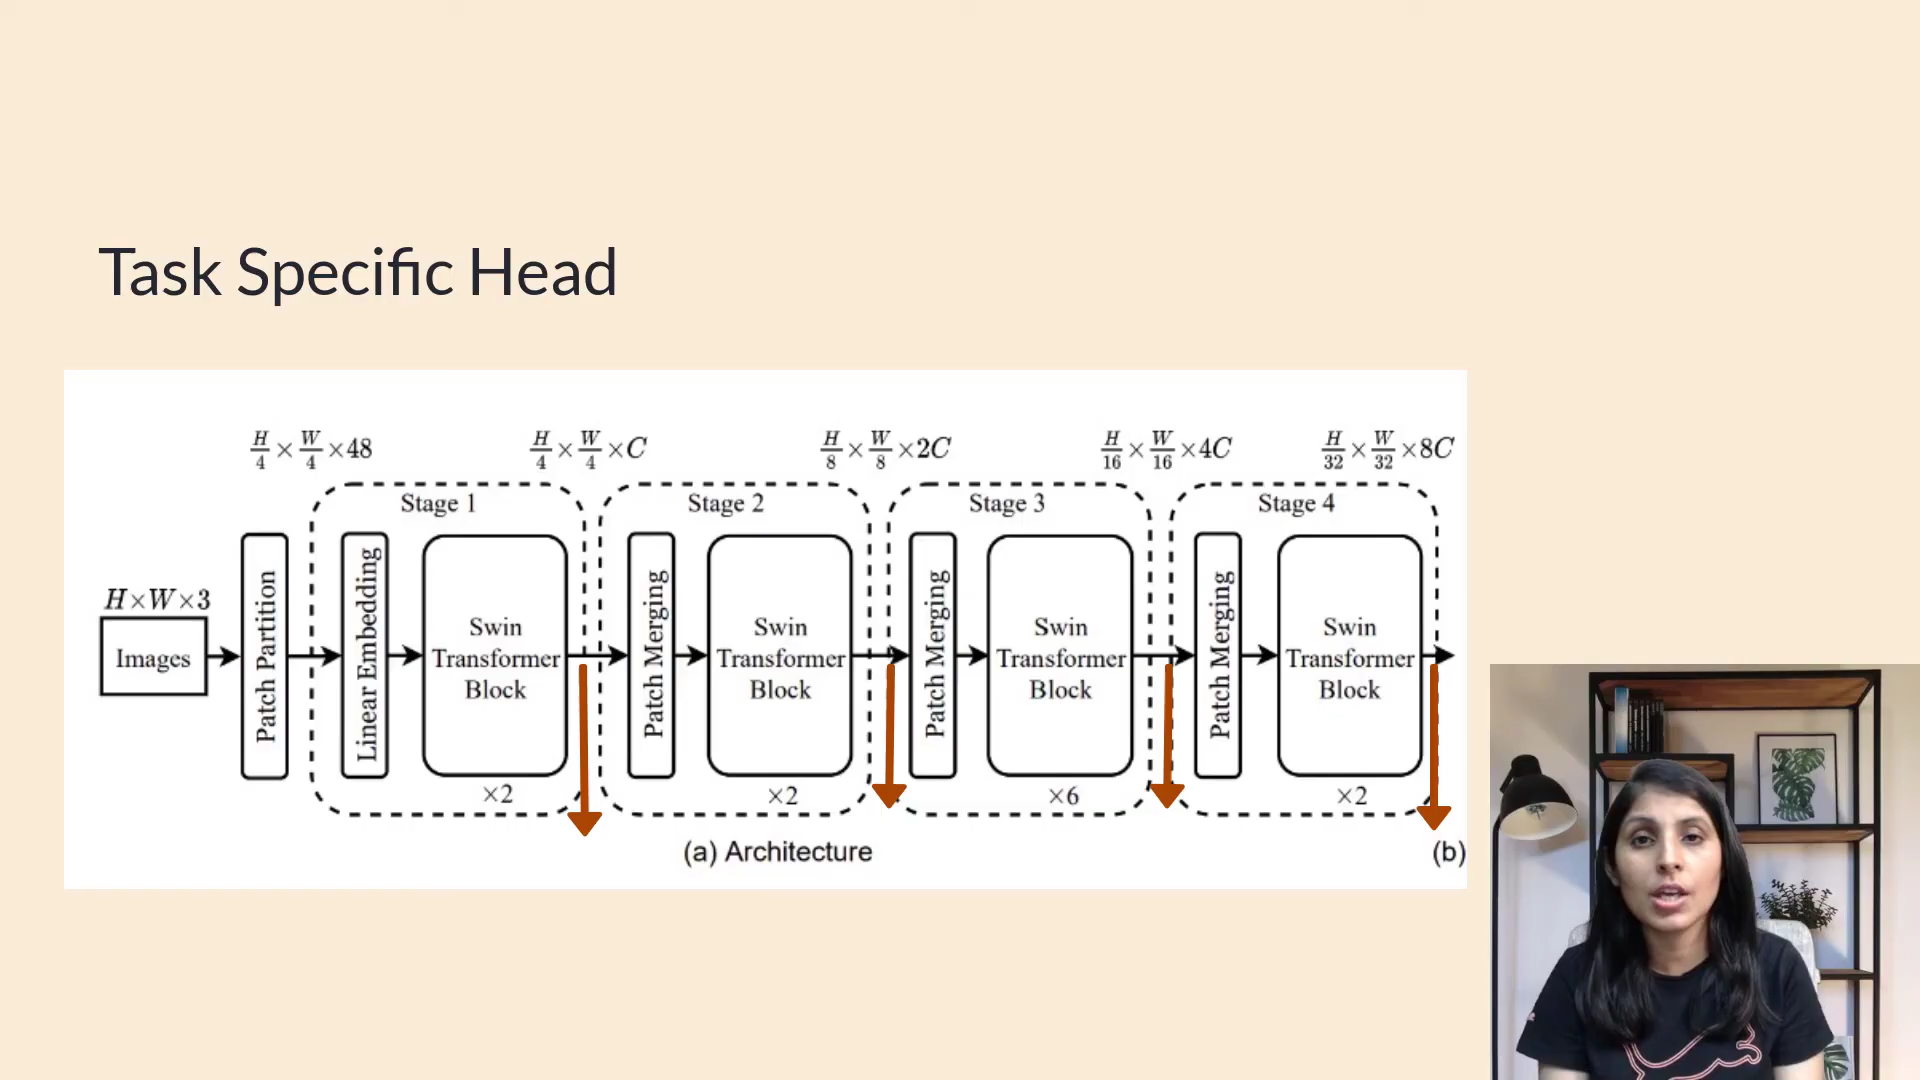 Task Specific Head
H/4 × W/4 × 48
H/4 × W/4 × C
H/8 × W/8 × 2C
H/16 × W/16 × 4C
H/32 × W/32 × 8C
Stage 1
Stage 2
Stage 3
Stage 4
H×W×3
Images
Patch Partition
Linear Embedding
Swin
Transformer
Block
×2
Patch Merging
Swin
Transformer
Block
×2
Patch Merging
Swin
Transformer
Block
×6
Patch Merging
Swin
Transformer
Block
×2
(a) Architecture
(b)